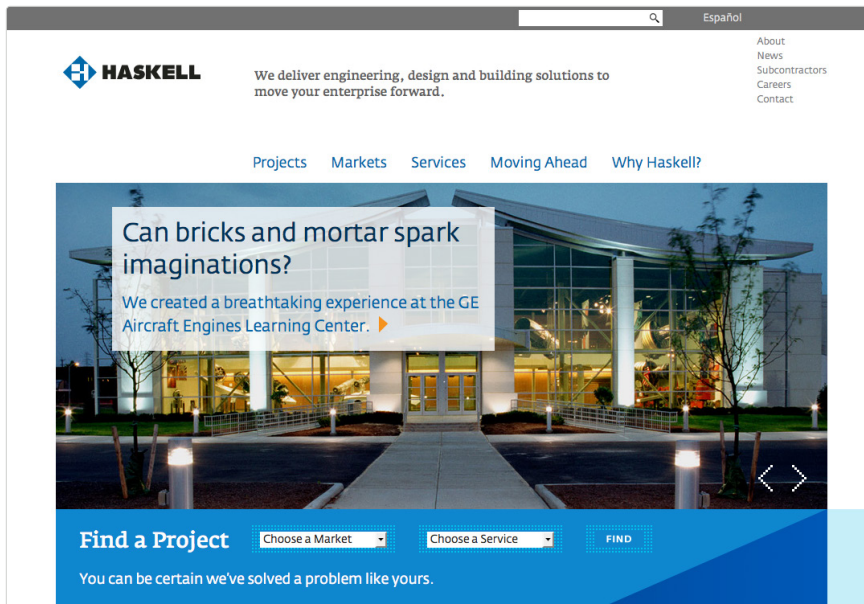 Español
About
News
Subcontractors
Careers
Contact
HASKELL
We deliver engineering, design and building solutions to
move your enterprise forward.
Projects Markets Services Moving Ahead Why Haskell?
Can bricks and mortar spark
imaginations?
We created a breathtaking experience at the GE
Aircraft Engines Learning Center.
Find a Project Choose a Market Choose a Service FIND
You can be certain we've solved a problem like yours.